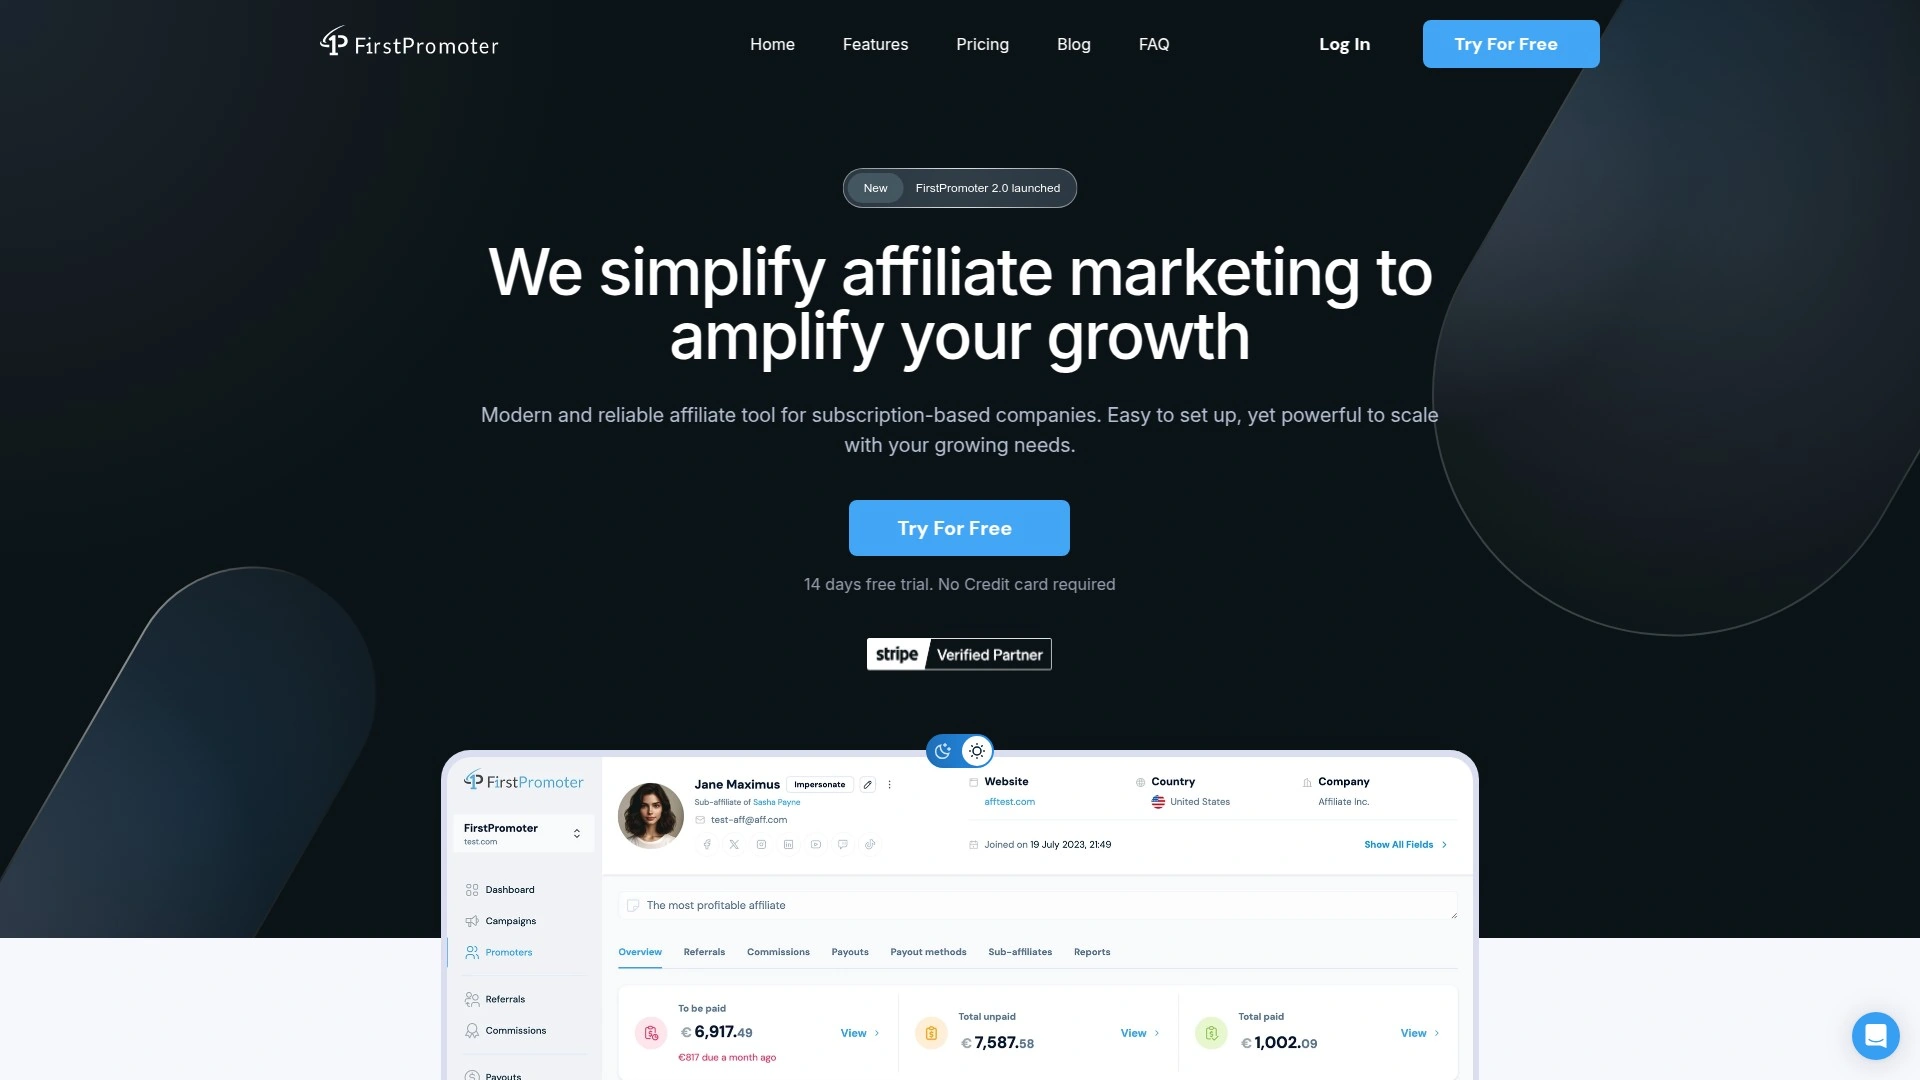 FirstPromoter
Home Features Pricing Blog FAQ
Log In
Try For Free
New FirstPromoter 2.0 launched
We simplify affiliate marketing to
amplify your growth
Modern and reliable affiliate tool for subscription-based companies. Easy to set up, yet powerful to scale
with your growing needs.
Try For Free
14 days free trial. No Credit card required
stripe Verified Partner
FirstPromoter
FirstPromoter
test.com
Dashboard
Campaigns
Promoters
Referrals
Commissions
Payouts
Jane Maximus Impersonate
Sub-affiliate of Sasha Payne
test-aff@aff.com
Website
afftest.com
Country
United States
Company
Affiliate Inc.
Joined on 19 July 2023, 21:49
Show All Fields
The most profitable affiliate
Overview Referrals Commissions Payouts Payout methods Sub-affiliates Reports
To be paid
€ 6,917.49
€817 due a month ago
View
Total unpaid
€ 7,587.58
View
Total paid
€ 1,002.09
View